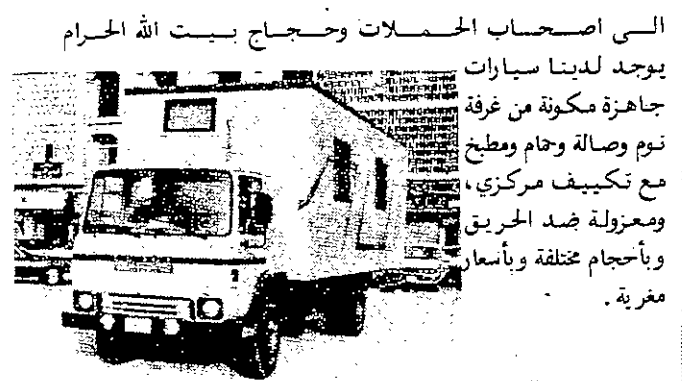 الى اصحاب الحملات وحجاج بيت الله الحرام
يوجد لدينا سيارات
جاهزة مكونة من غرفة
نوم وصالة وحمام ومطبخ
مع تكييف مركزي،
ومعزولة ضد الحريق
وبأحجام مختلفة وبأسعار
مغرية.